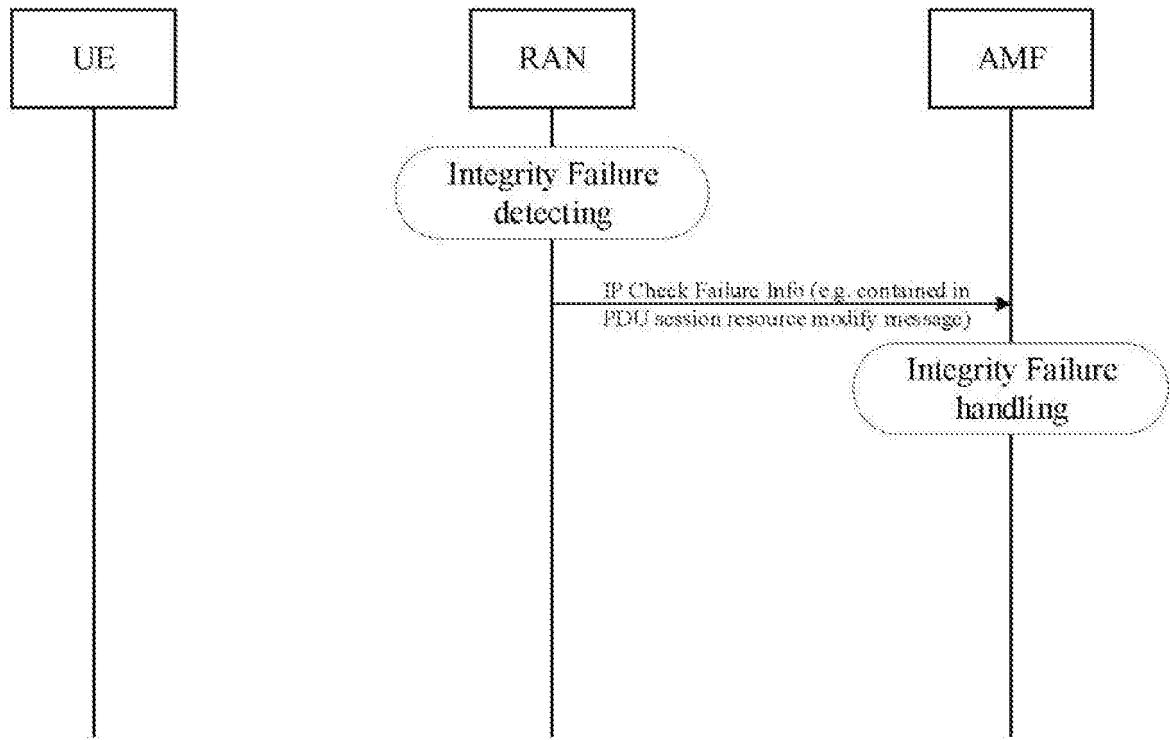 UE
RAN
AMF
Integrity Failure
detecting
IP Check Failure Info (e.g. contained in
PDU session resource modify message)
Integrity Failure
handling